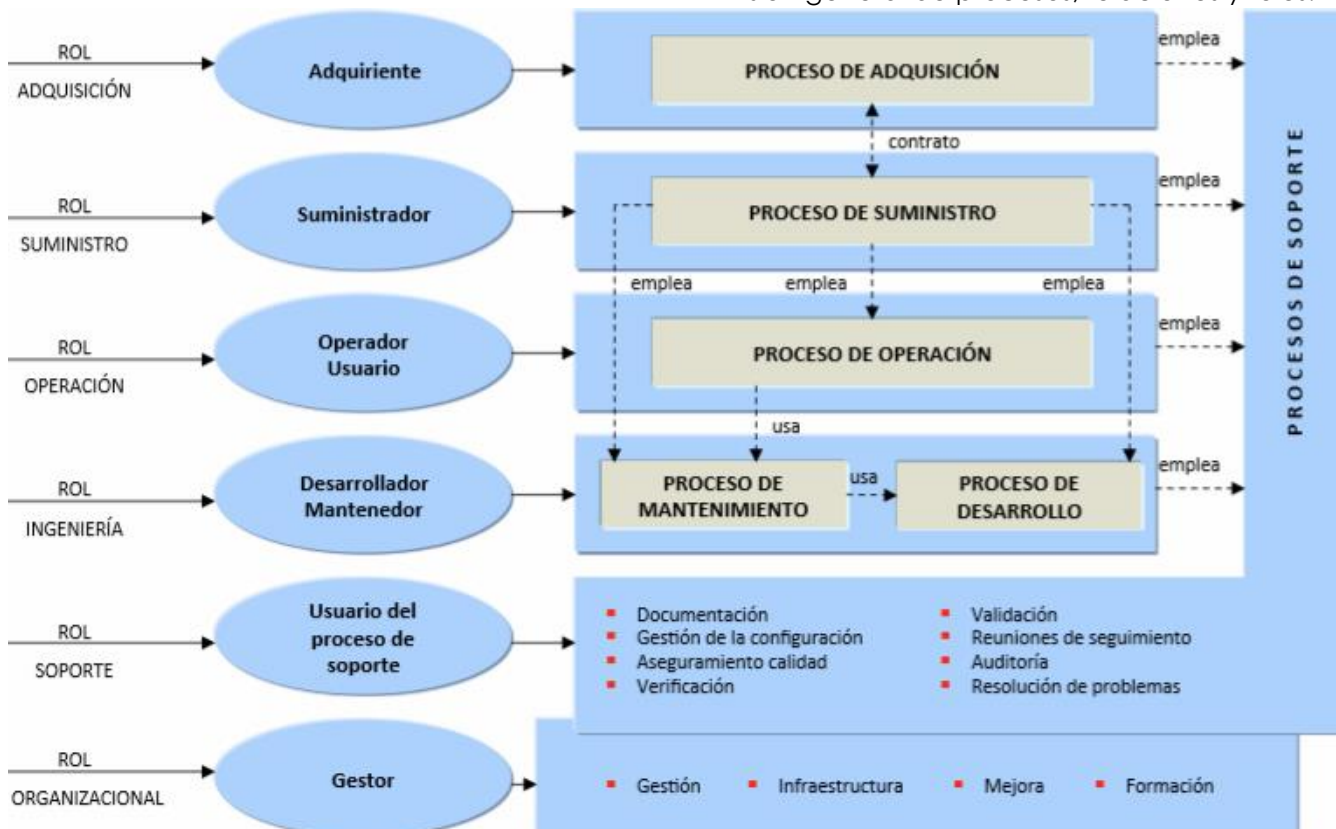 ROL
ADQUISICIÓN
Adquiriente
PROCESO DE ADQUISICIÓN
emplea
contrato
ROL
SUMINISTRO
Suministrador
PROCESO DE SUMINISTRO
emplea
emplea
emplea
emplea
ROL
OPERACIÓN
Operador
Usuario
PROCESO DE OPERACIÓN
emplea
usa
ROL
INGENIERÍA
Desarrollador
Mantenedor
PROCESO DE
MANTENIMIENTO
usa
PROCESO DE
DESARROLLO
emplea
PROCESOS DE SOPORTE
ROL
SOPORTE
Usuario del
proceso de
soporte
Documentación
Gestión de la configuración
Aseguramiento calidad
Verificación
Validación
Reuniones de seguimiento
Auditoría
Resolución de problemas
ROL
ORGANIZACIONAL
Gestor
Gestión
Infraestructura
Mejora
Formación